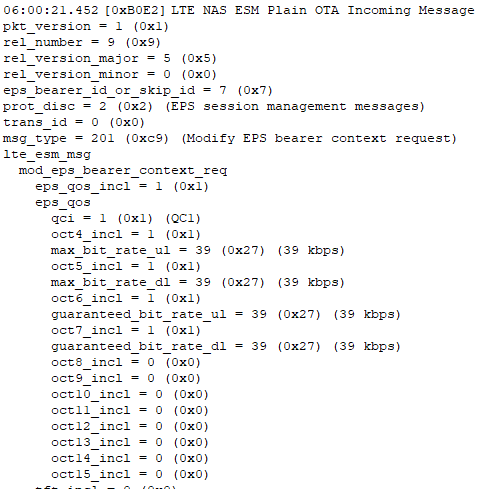 06:00:21.452 [0xB0E2] LTE NAS ESM Plain OTA Incoming Message
pkt_version = 1 (0x1)
rel_number = 9 (0x9)
rel_version_major = 5 (0x5)
rel_version_minor = 0 (0x0)
eps_bearer_id_or_skip_id = 7 (0x7)
prot_disc = 2 (0x2) (EPS session management messages)
trans_id = 0 (0x0)
msg_type = 201 (0xc9) (Modify EPS bearer context request)
lte_esm_msg
mod_eps_bearer_context_req
eps_qos_incl = 1 (0x1)
eps_qos
qci = 1 (0x1) (QC1)
oct4_incl = 1 (0x1)
max_bit_rate_ul = 39 (0x27) (39 kbps)
oct5_incl = 1 (0x1)
max_bit_rate_dl = 39 (0x27) (39 kbps)
oct6_incl = 1 (0x1)
guaranteed_bit_rate_ul = 39 (0x27) (39 kbps)
oct7_incl = 1 (0x1)
guaranteed_bit_rate_dl = 39 (0x27) (39 kbps)
oct8_incl = 0 (0x0)
oct9_incl = 0 (0x0)
oct10_incl = 0 (0x0)
oct11_incl = 0 (0x0)
oct12_incl = 0 (0x0)
oct13_incl = 0 (0x0)
oct14_incl = 0 (0x0)
oct15_incl = 0 (0x0)